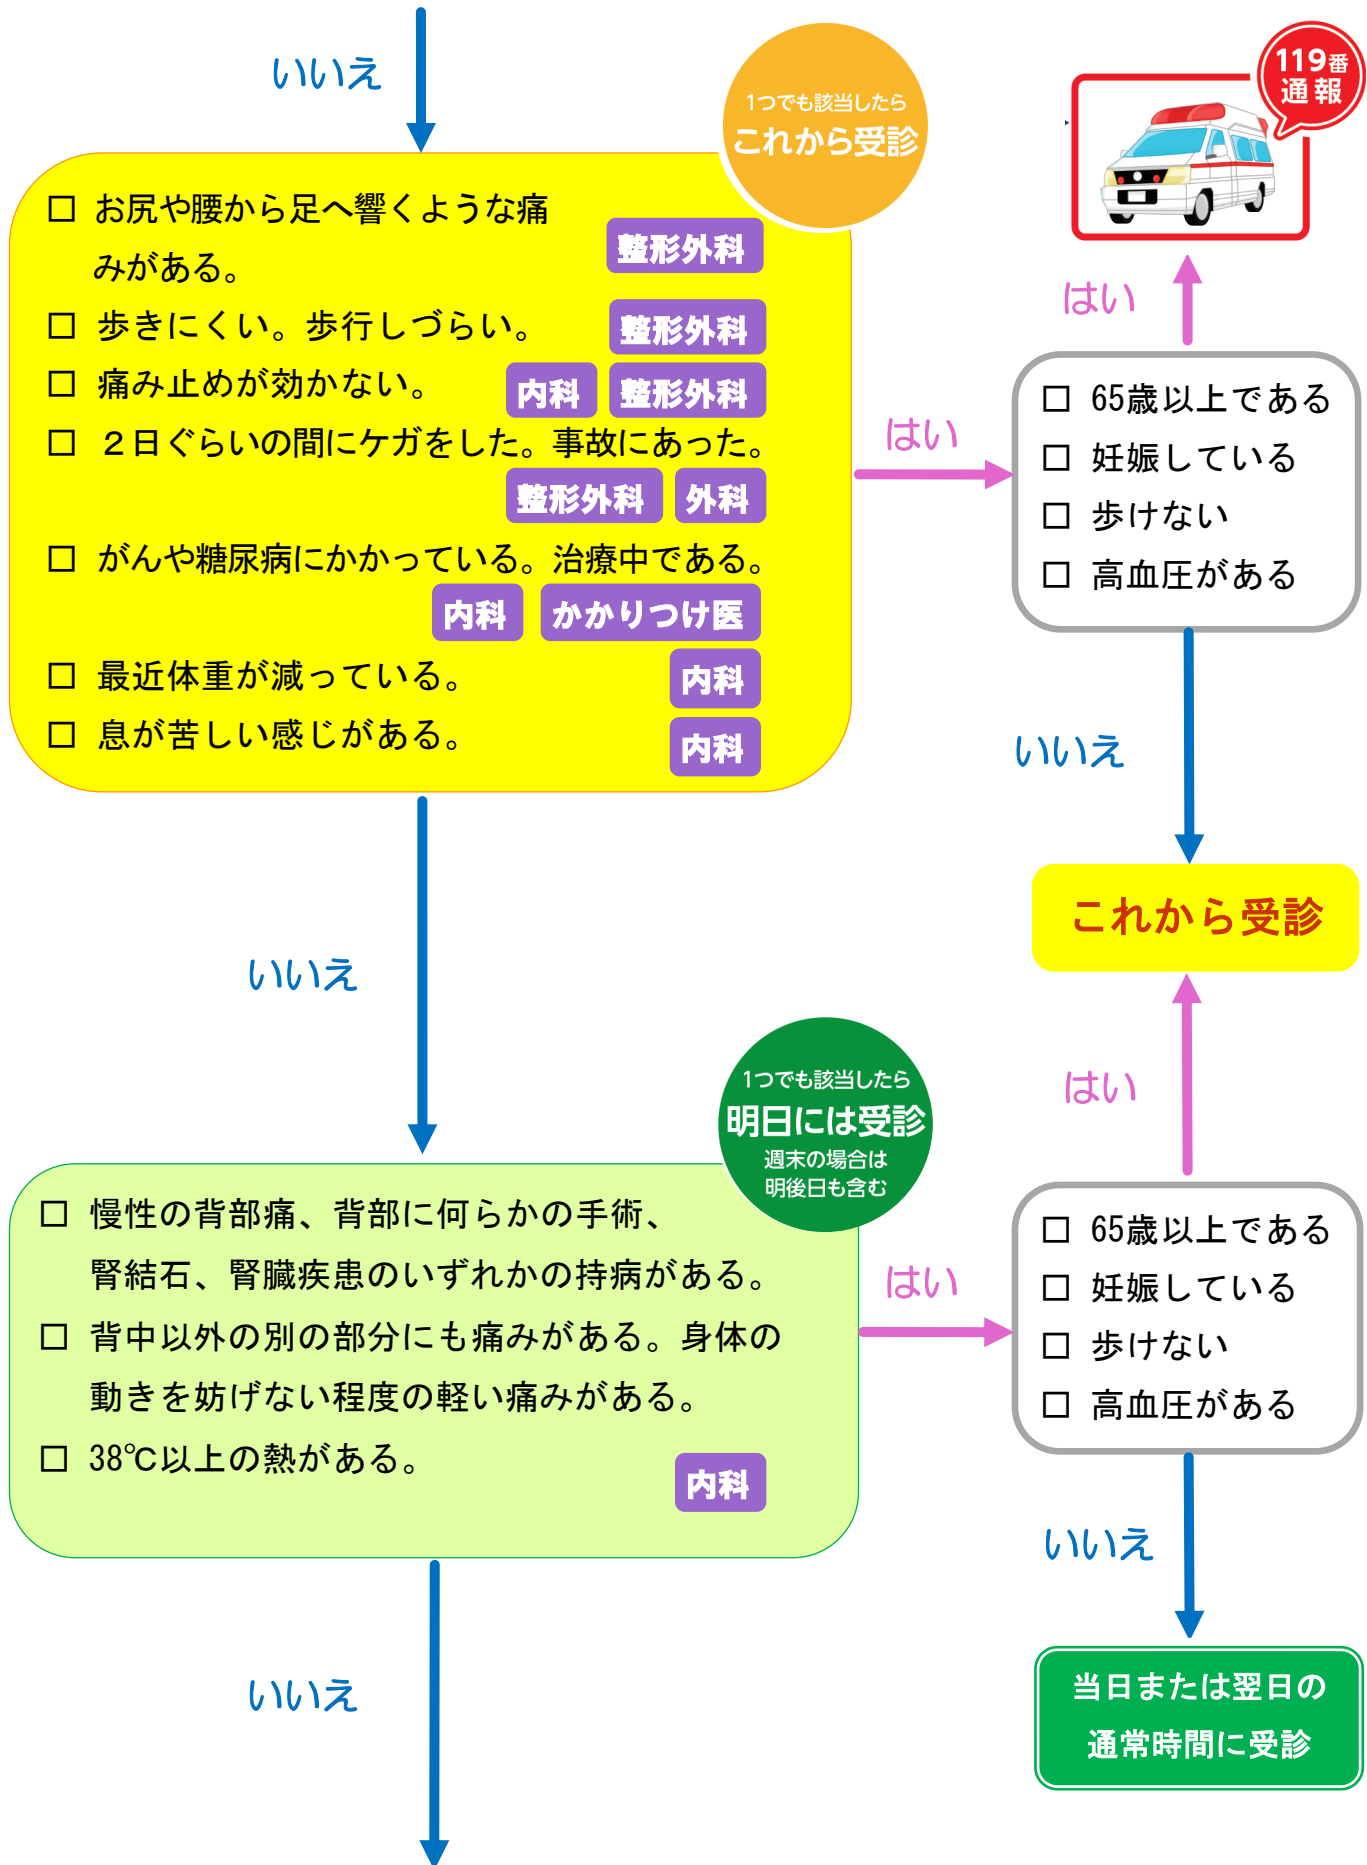 いいえ
1つでも該当したら
これから受診
119番
通報
□ お尻や腰から足へ響くような痛
みがある。
整形外科
□ 歩きにくい。歩行しづらい。
整形外科
□ 痛み止めが効かない。
内科 整形外科
□ 2日ぐらいの間にケガをした。事故にあった。
整形外科 外科
□ がんや糖尿病にかかっている。治療中である。
内科 かかりつけ医
□ 最近体重が減っている。
内科
□ 息が苦しい感じがある。
内科
はい
はい
□ 65歳以上である
□ 妊娠している
□ 歩けない
□ 高血圧がある
いいえ
これから受診
いいえ
はい
1つでも該当したら
明日には受診
週末の場合は
明後日も含む
□ 慢性の背部痛、背部に何らかの手術、
腎結石、腎臓疾患のいずれかの持病がある。
□ 背中以外の別の部分にも痛みがある。身体の
動きを妨げない程度の軽い痛みがある。
□ 38℃以上の熱がある。
内科
はい
□ 65歳以上である
□ 妊娠している
□ 歩けない
□ 高血圧がある
いいえ
いいえ
当日または翌日の
通常時間に受診